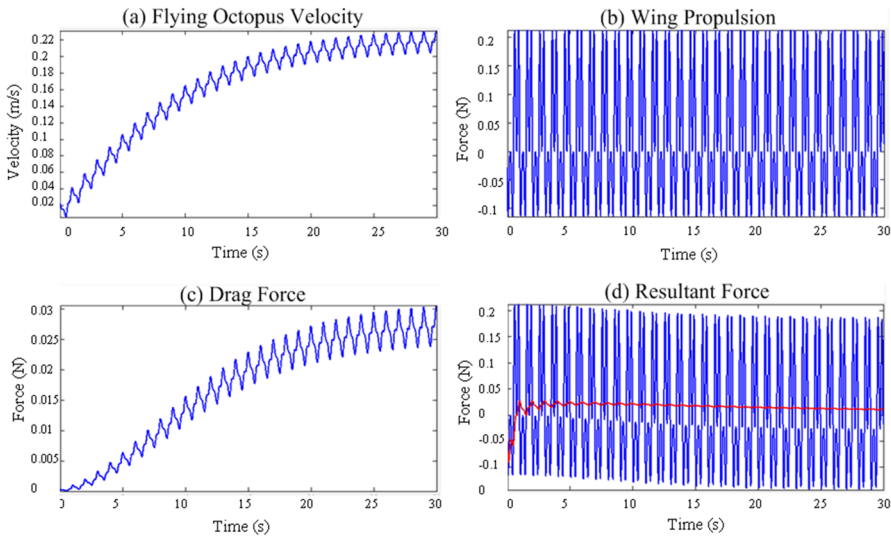 (a) Flying Octopus Velocity
Velocity (m/s)
0.22
0.20
0.18
0.16
0.14
0.12
0.1
0.08
0.06
0.04
0.02
0 5 10 15 20 25 30
Time (s)
(b) Wing Propulsion
Force (N)
0.2
0.15
0.1
0.05
0
-0.05
-0.1
0 5 10 15 20 25 30
Time (s)
(c) Drag Force
Force (N)
0.03
0.025
0.02
0.015
0.01
0.005
0
0 5 10 15 20 25 30
Time (s)
(d) Resultant Force
Force (N)
0.2
0.15
0.1
0.05
0
-0.05
-0.1
0
0 5 10 15 20 25 30
Time (s)